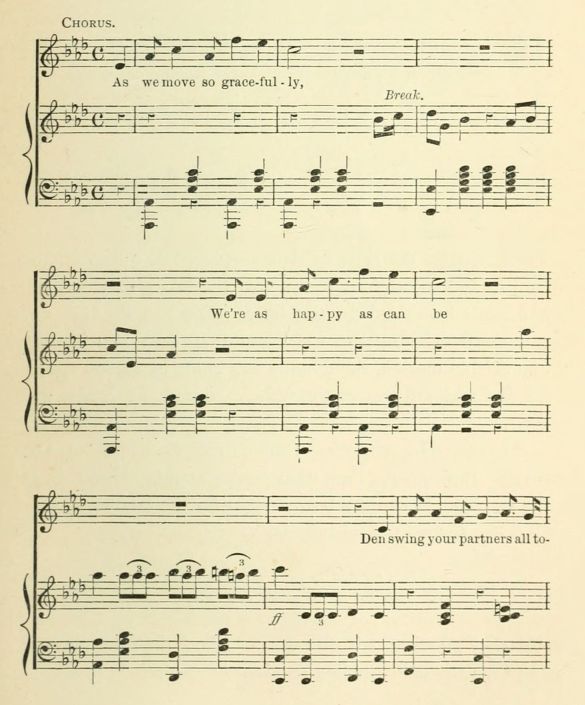 CHORUS.
As we move so grace-ful-ly,
Break.
We're as hap-py as can be
Den swing your partners all to-
3 3 3
ff 3